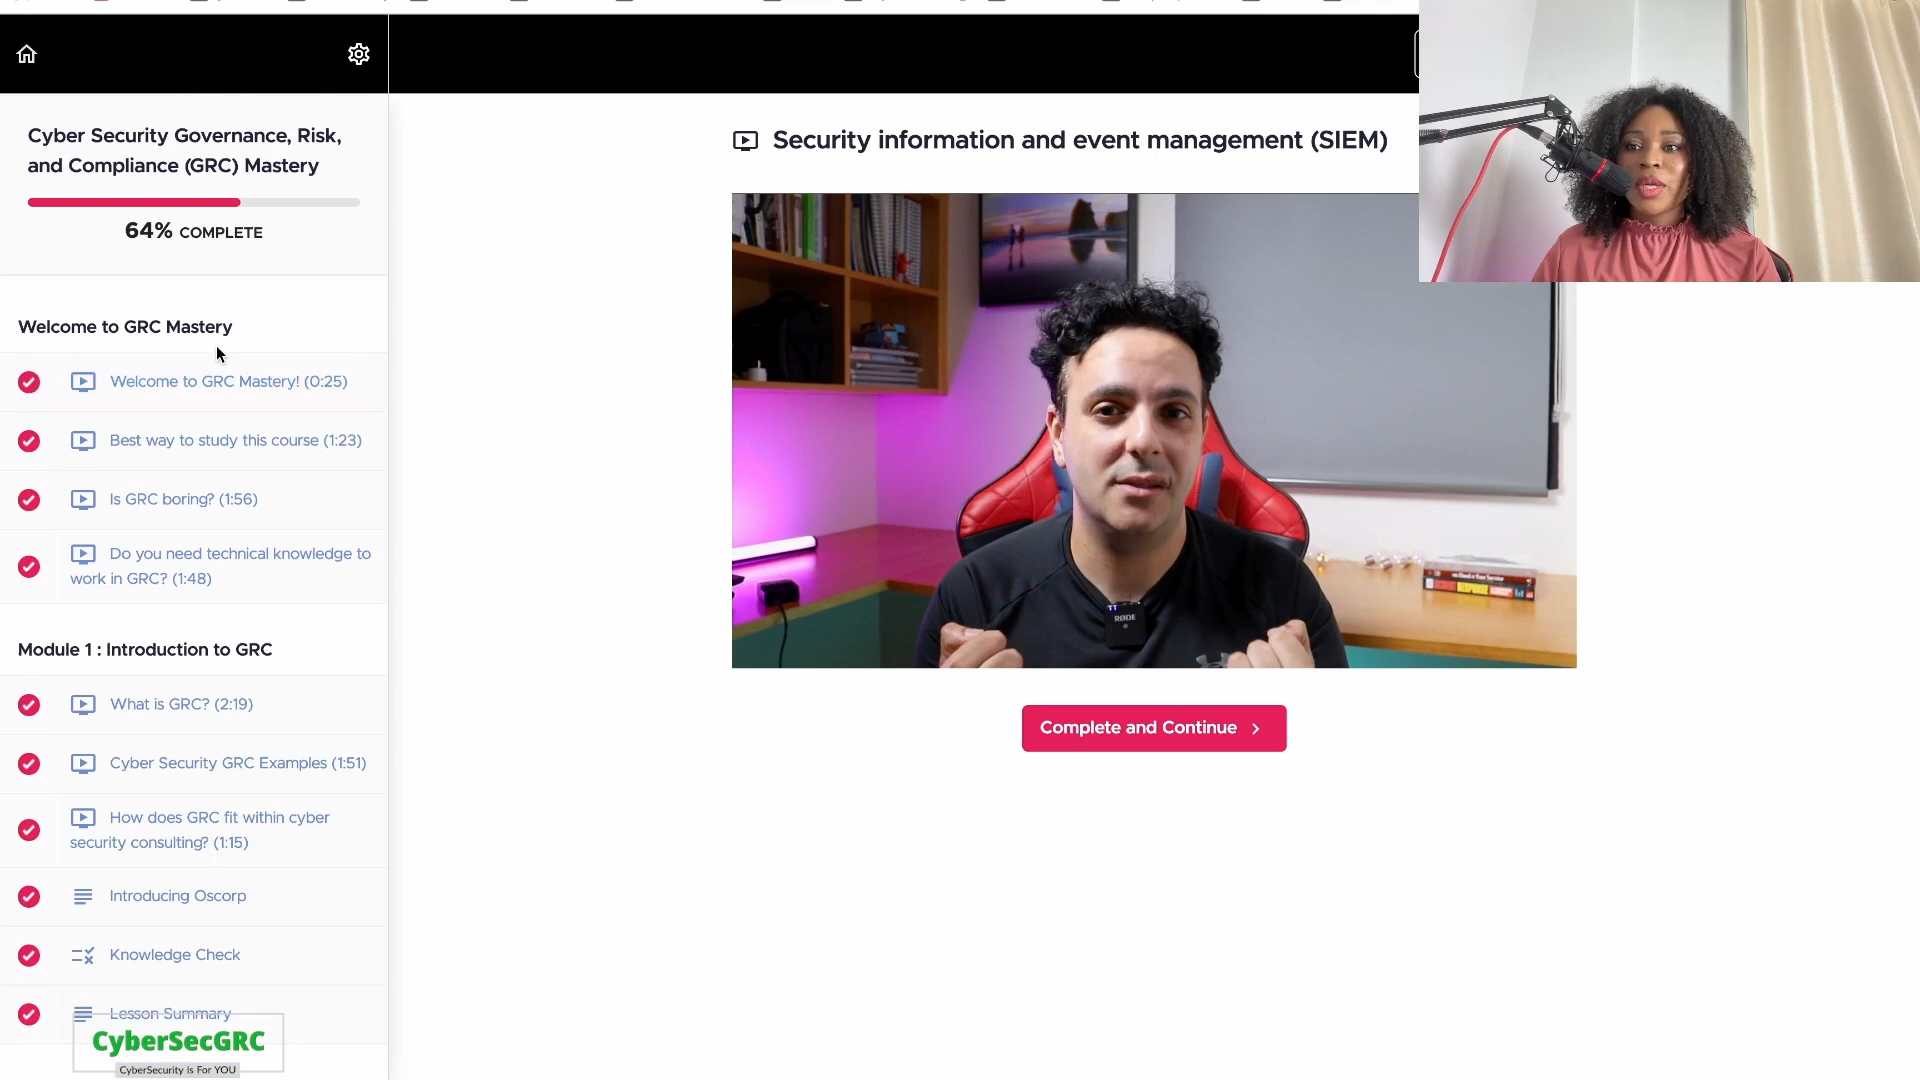 Cyber Security Governance, Risk,
and Compliance (GRC) Mastery
64% COMPLETE
Welcome to GRC Mastery
Welcome to GRC Mastery! (0:25)
Best way to study this course (1:23)
Is GRC boring? (1:56)
Do you need technical knowledge to
work in GRC? (1:48)
Module 1 : Introduction to GRC
What is GRC? (2:19)
Cyber Security GRC Examples (1:51)
How does GRC fit within cyber
security consulting? (1:15)
Introducing Oscorp
Knowledge Check
Lesson Summary
CyberSecGRC
CyberSecurity Is For YOU
Security information and event management (SIEM)
RØDE
Complete and Continue